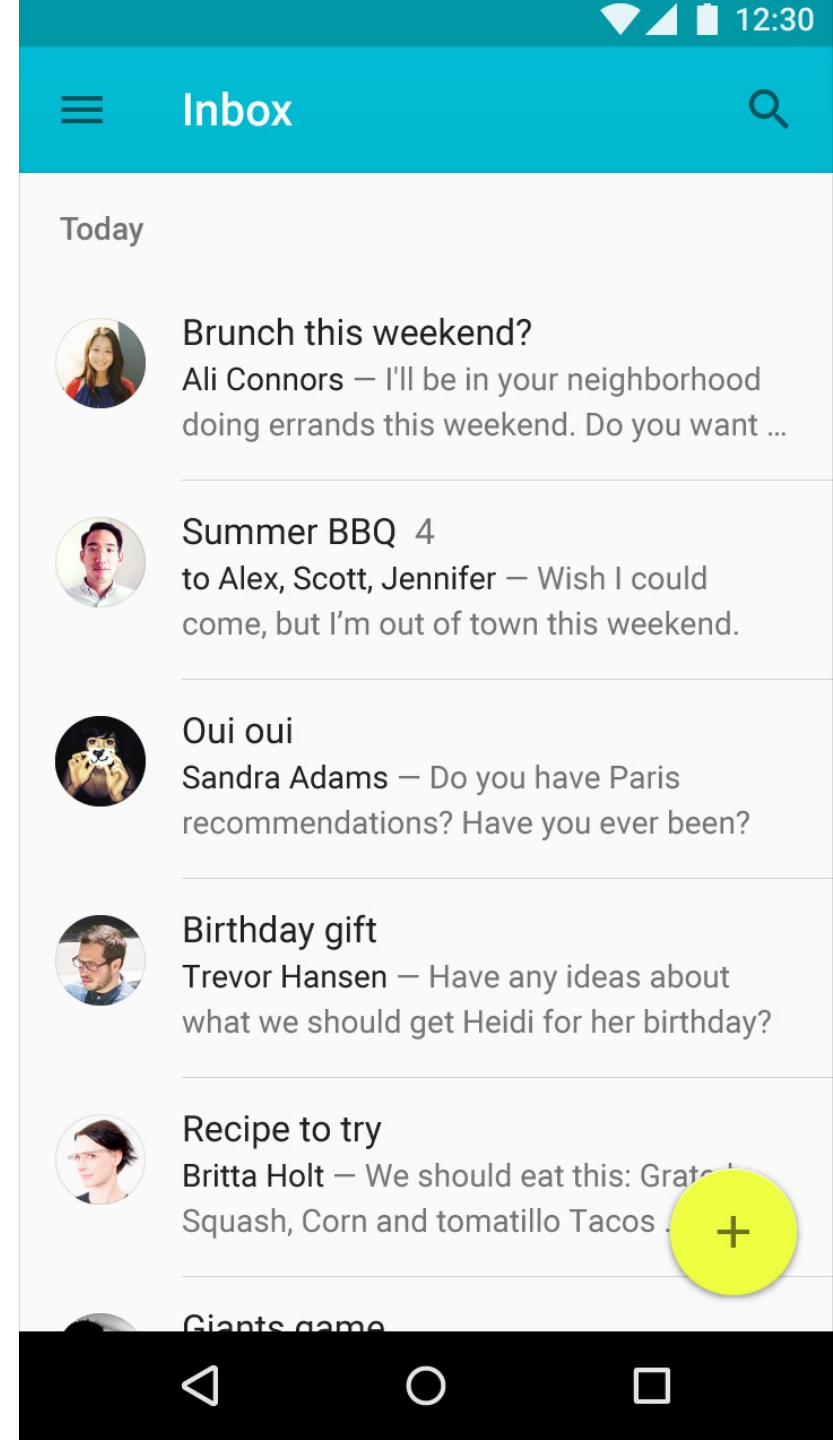 12:30
Inbox
Today
Brunch this weekend?
Ali Connors — I'll be in your neighborhood
doing errands this weekend. Do you want …
Summer BBQ 4
to Alex, Scott, Jennifer — Wish I could
come, but I’m out of town this weekend.
Oui oui
Sandra Adams — Do you have Paris
recommendations? Have you ever been?
Birthday gift
Trevor Hansen — Have any ideas about
what we should get Heidi for her birthday?
Recipe to try
Britta Holt — We should eat this: Grated
Squash, Corn and tomatillo Tacos
Giants game